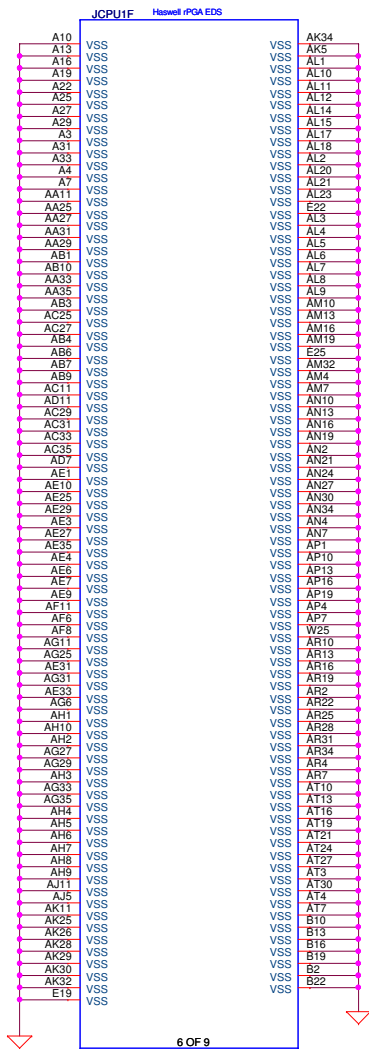 JCPU1F Haswell rPGA EDS
A10 VSS VSS AK34
A13 VSS VSS AK5
A16 VSS VSS AL1
A19 VSS VSS AL10
A22 VSS VSS AL11
A25 VSS VSS AL12
A27 VSS VSS AL14
A29 VSS VSS AL15
A3 VSS VSS AL17
A31 VSS VSS AL18
A33 VSS VSS AL2
A4 VSS VSS AL20
A7 VSS VSS AL21
AA11 VSS VSS AL23
AA25 VSS VSS E22
AA27 VSS VSS AL3
AA31 VSS VSS AL4
AA29 VSS VSS AL5
AB1 VSS VSS AL6
AB10 VSS VSS AL7
AA33 VSS VSS AL8
AA35 VSS VSS AL9
AB3 VSS VSS AM10
AC25 VSS VSS AM13
AC27 VSS VSS AM16
AB4 VSS VSS AM19
AB6 VSS VSS E25
AB7 VSS VSS AM32
AB9 VSS VSS AM4
AC11 VSS VSS AM7
AD11 VSS VSS AN10
AC29 VSS VSS AN13
AC31 VSS VSS AN16
AC33 VSS VSS AN19
AC35 VSS VSS AN2
AD7 VSS VSS AN21
AE1 VSS VSS AN24
AE10 VSS VSS AN27
AE25 VSS VSS AN30
AE29 VSS VSS AN34
AE3 VSS VSS AN4
AE27 VSS VSS AN7
AE35 VSS VSS AP1
AE4 VSS VSS AP10
AE6 VSS VSS AP13
AE7 VSS VSS AP16
AE9 VSS VSS AP19
AF11 VSS VSS AP4
AF6 VSS VSS AP7
AF8 VSS VSS W25
AG11 VSS VSS AR10
AG25 VSS VSS AR13
AE31 VSS VSS AR16
AG31 VSS VSS AR19
AE33 VSS VSS AR2
AG6 VSS VSS AR22
AH1 VSS VSS AR25
AH10 VSS VSS AR28
AH2 VSS VSS AR31
AG27 VSS VSS AR34
AG29 VSS VSS AR4
AH3 VSS VSS AR7
AG33 VSS VSS AT10
AG35 VSS VSS AT13
AH4 VSS VSS AT16
AH5 VSS VSS AT19
AH6 VSS VSS AT21
AH7 VSS VSS AT24
AH8 VSS VSS AT27
AH9 VSS VSS AT3
AJ11 VSS VSS AT30
AJ5 VSS VSS AT4
AK11 VSS VSS AT7
AK25 VSS VSS B10
AK26 VSS VSS B13
AK28 VSS VSS B16
AK29 VSS VSS B19
AK30 VSS VSS B2
AK32 VSS VSS B22
E19 VSS
6 OF 9